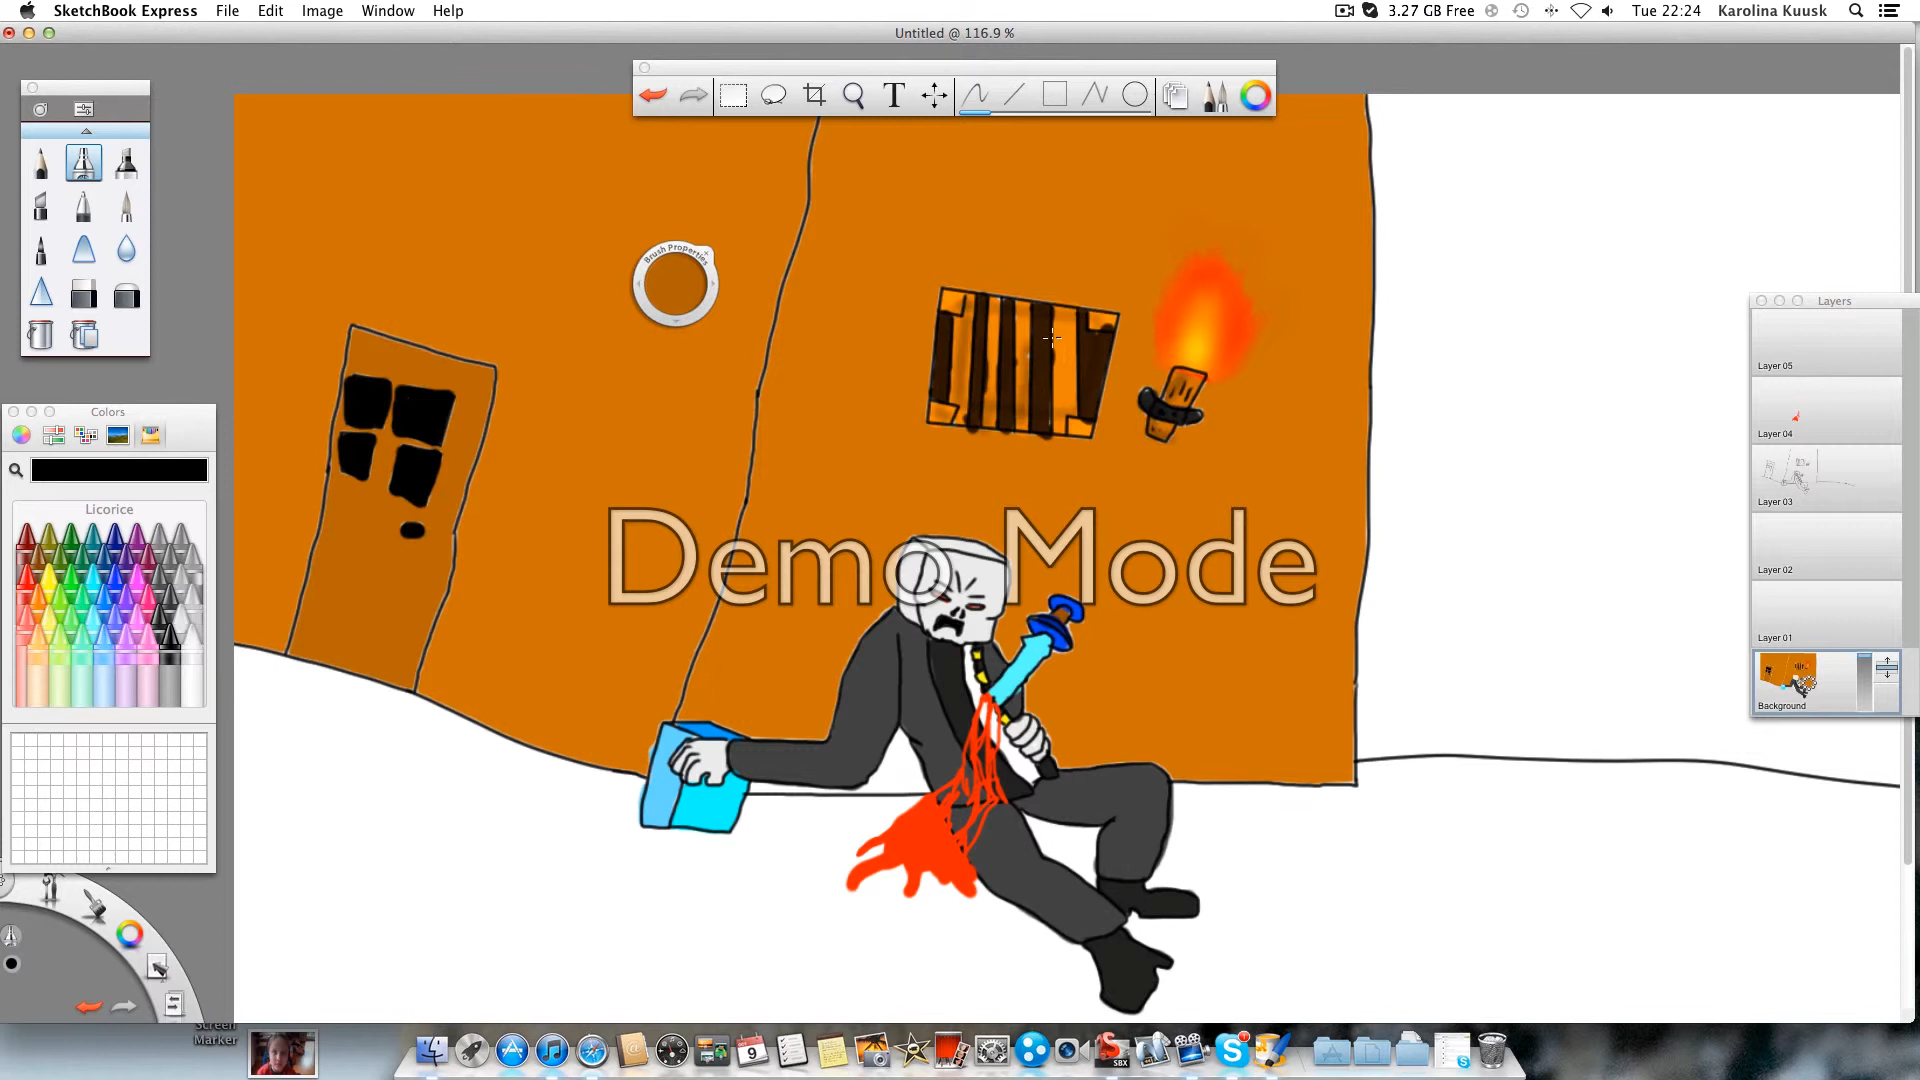 SketchBook Express File Edit Image Window Help 3.27 GB Free Tue 22:24 Karolina Kuusk
Untitled @ 116.9 %
T
Brush Properties
Layers
Layer 05
Layer 04
Layer 03
Layer 02
Layer 01
Background
Colors
Licorice
Demo Mode
Screen
Marker
9
S
SBX